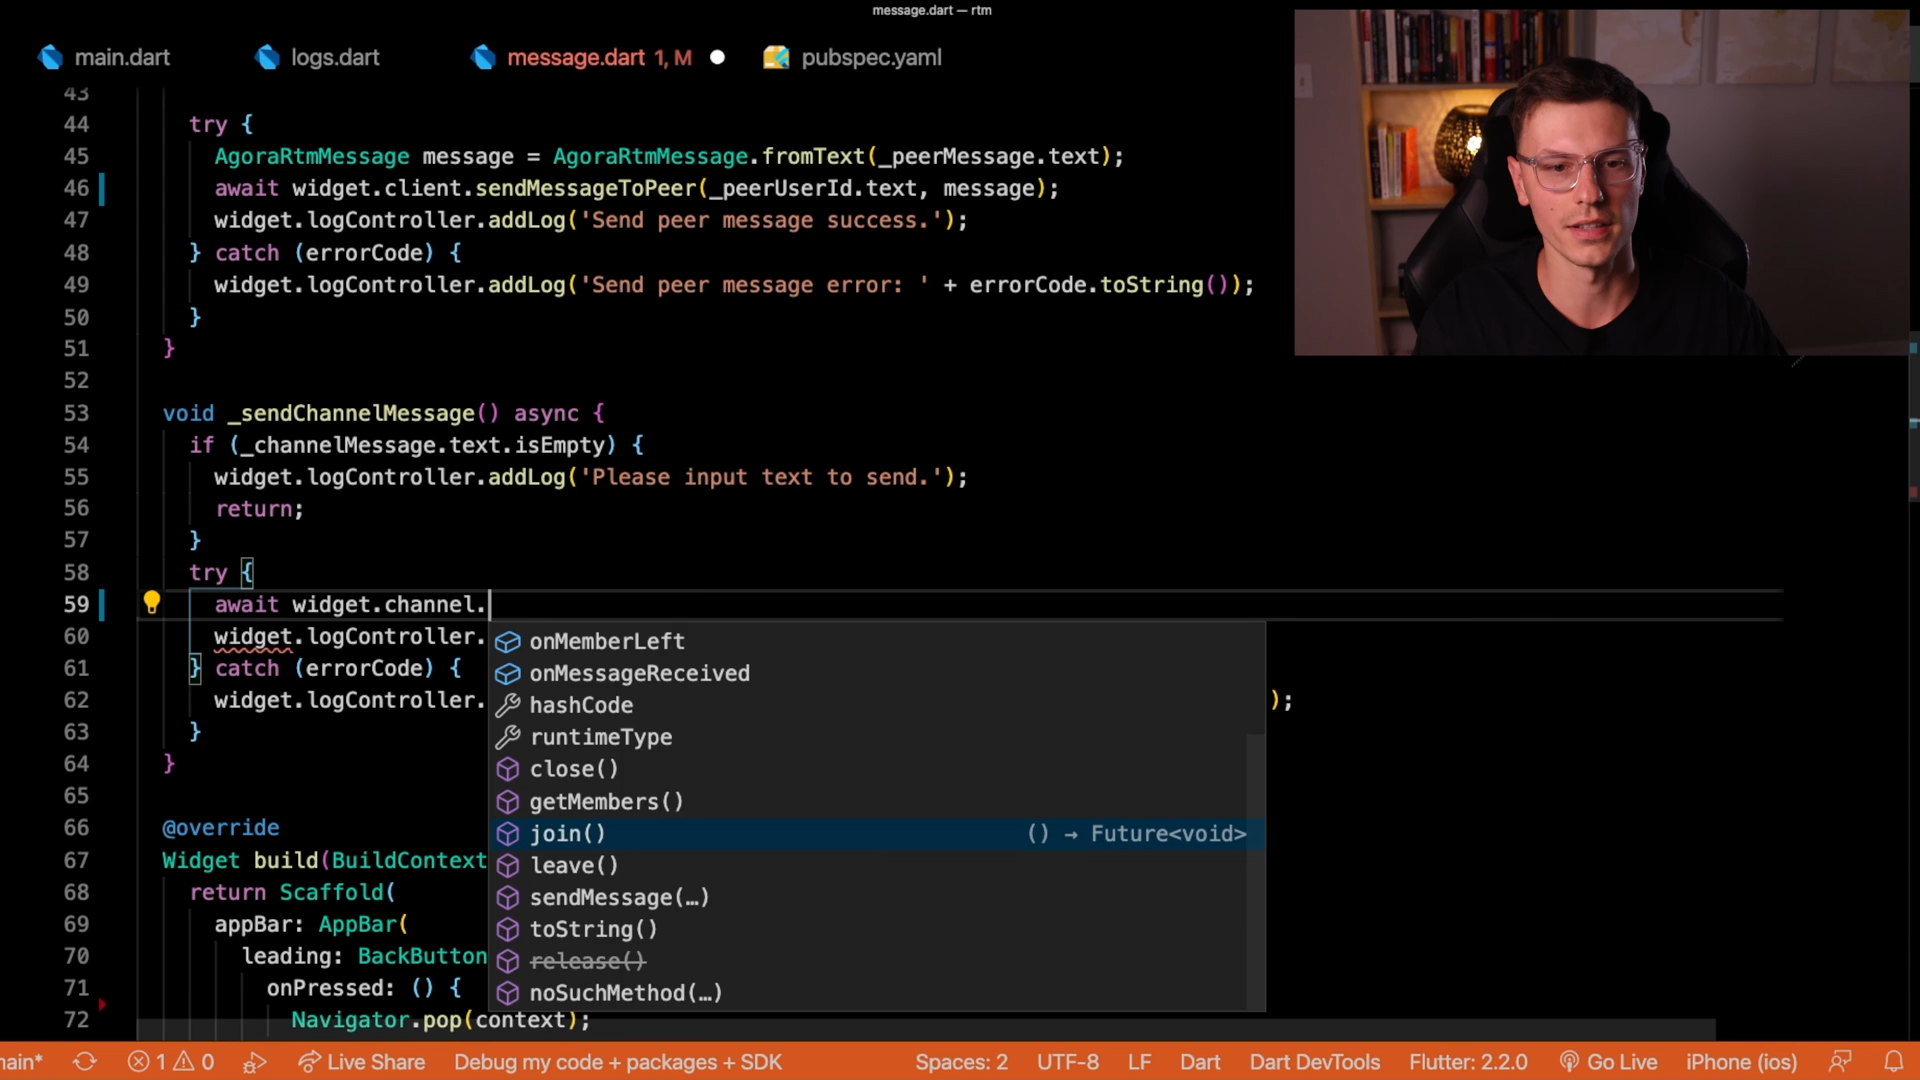 message.dart — rtm
main.dart
logs.dart
message.dart 1, M
pubspec.yaml
43
44 try {
45 AgoraRtmMessage message = AgoraRtmMessage.fromText(_peerMessage.text);
46 await widget.client.sendMessageToPeer(_peerUserId.text, message);
47 widget.logController.addLog('Send peer message success.');
48 } catch (errorCode) {
49 widget.logController.addLog('Send peer message error: ' + errorCode.toString());
50 }
51 }
52
53 void _sendChannelMessage() async {
54 if (_channelMessage.text.isEmpty) {
55 widget.logController.addLog('Please input text to send.');
56 return;
57 }
58 try {
59 await widget.channel.
60 widget.logController.
61 } catch (errorCode) {
62 widget.logController. );
63 }
64 }
65
66 @override
67 Widget build(BuildContext
68 return Scaffold(
69 appBar: AppBar(
70 leading: BackButton
71 onPressed: () {
72 Navigator.pop(context);
onMemberLeft
onMessageReceived
hashCode
runtimeType
close()
getMembers()
join() () → Future<void>
leave()
sendMessage(…)
toString()
release()
noSuchMethod(…)
nain* 1 0 Live Share Debug my code + packages + SDK Spaces: 2 UTF-8 LF Dart Dart DevTools Flutter: 2.2.0 Go Live iPhone (ios)